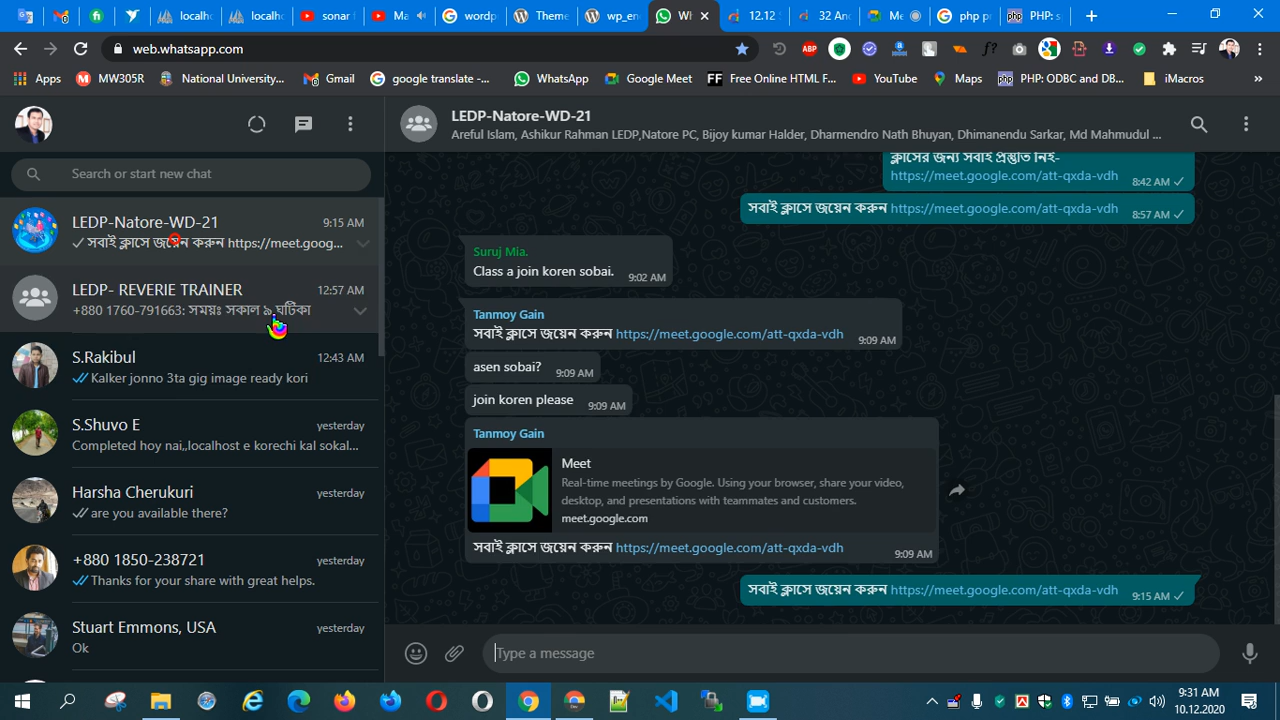 localho
localho
sonar f
Ma
wordp
Theme
wp_en
Wh
12.12 S
32 And
Me
php pr
PHP: s
web.whatsapp.com
Apps
MW305R
National University...
Gmail
google translate -...
WhatsApp
Google Meet
Free Online HTML F...
YouTube
Maps
PHP: ODBC and DB...
iMacros
LEDP-Natore-WD-21
Areful Islam, Ashikur Rahman LEDP,Natore PC, Bijoy kumar Halder, Dharmendro Nath Bhuyan, Dhimanendu Sarkar, Md Mahmudul ...
Search or start new chat
LEDP-Natore-WD-21 9:15 AM
সবাই ক্লাসে জয়েন করুন https://meet.goog...
LEDP- REVERIE TRAINER 12:57 AM
+880 1760-791663: সময়ঃ সকাল ৯ ঘটিকা
S.Rakibul 12:43 AM
Kalker jonno 3ta gig image ready kori
S.Shuvo E yesterday
Completed hoy nai,,localhost e korechi kal sokal...
Harsha Cherukuri yesterday
are you available there?
+880 1850-238721 yesterday
Thanks for your share with great helps.
Stuart Emmons, USA yesterday
Ok
ক্লাসের জন্য সবাই প্রস্তুতি নিই-
https://meet.google.com/att-qxda-vdh 8:42 AM
সবাই ক্লাসে জয়েন করুন https://meet.google.com/att-qxda-vdh 8:57 AM
Suruj Mia.
Class a join koren sobai. 9:02 AM
Tanmoy Gain
সবাই ক্লাসে জয়েন করুন https://meet.google.com/att-qxda-vdh 9:09 AM
asen sobai? 9:09 AM
join koren please 9:09 AM
Tanmoy Gain
Meet
Real-time meetings by Google. Using your browser, share your video,
desktop, and presentations with teammates and customers.
meet.google.com
সবাই ক্লাসে জয়েন করুন https://meet.google.com/att-qxda-vdh 9:09 AM
সবাই ক্লাসে জয়েন করুন https://meet.google.com/att-qxda-vdh 9:15 AM
Type a message
9:31 AM
10.12.2020